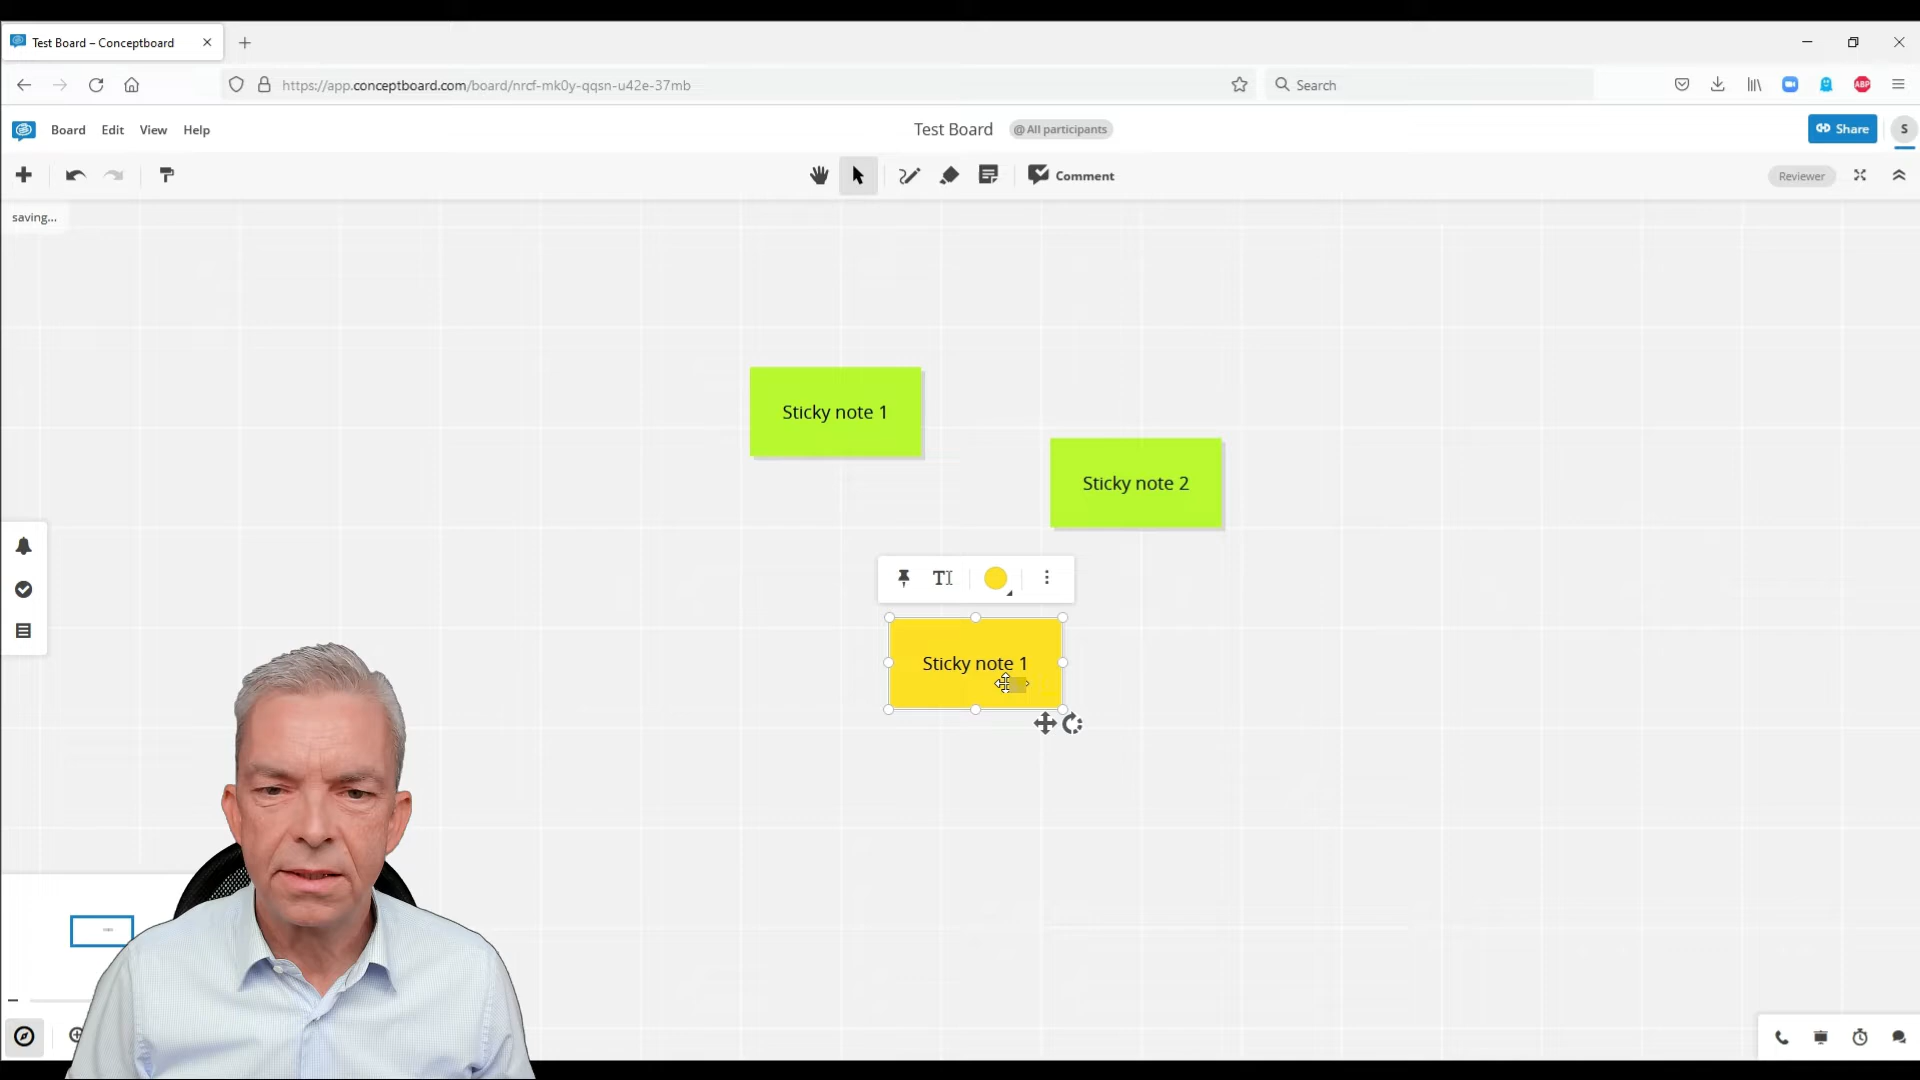 Test Board – Conceptboard
https://app.conceptboard.com/board/nrcf-mk0y-qqsn-u42e-37mb
Search
ABP
Board Edit View Help
Test Board
@ All participants
Share
S
Comment
Reviewer
saving...
Sticky note 1
Sticky note 2
T
Sticky note 1